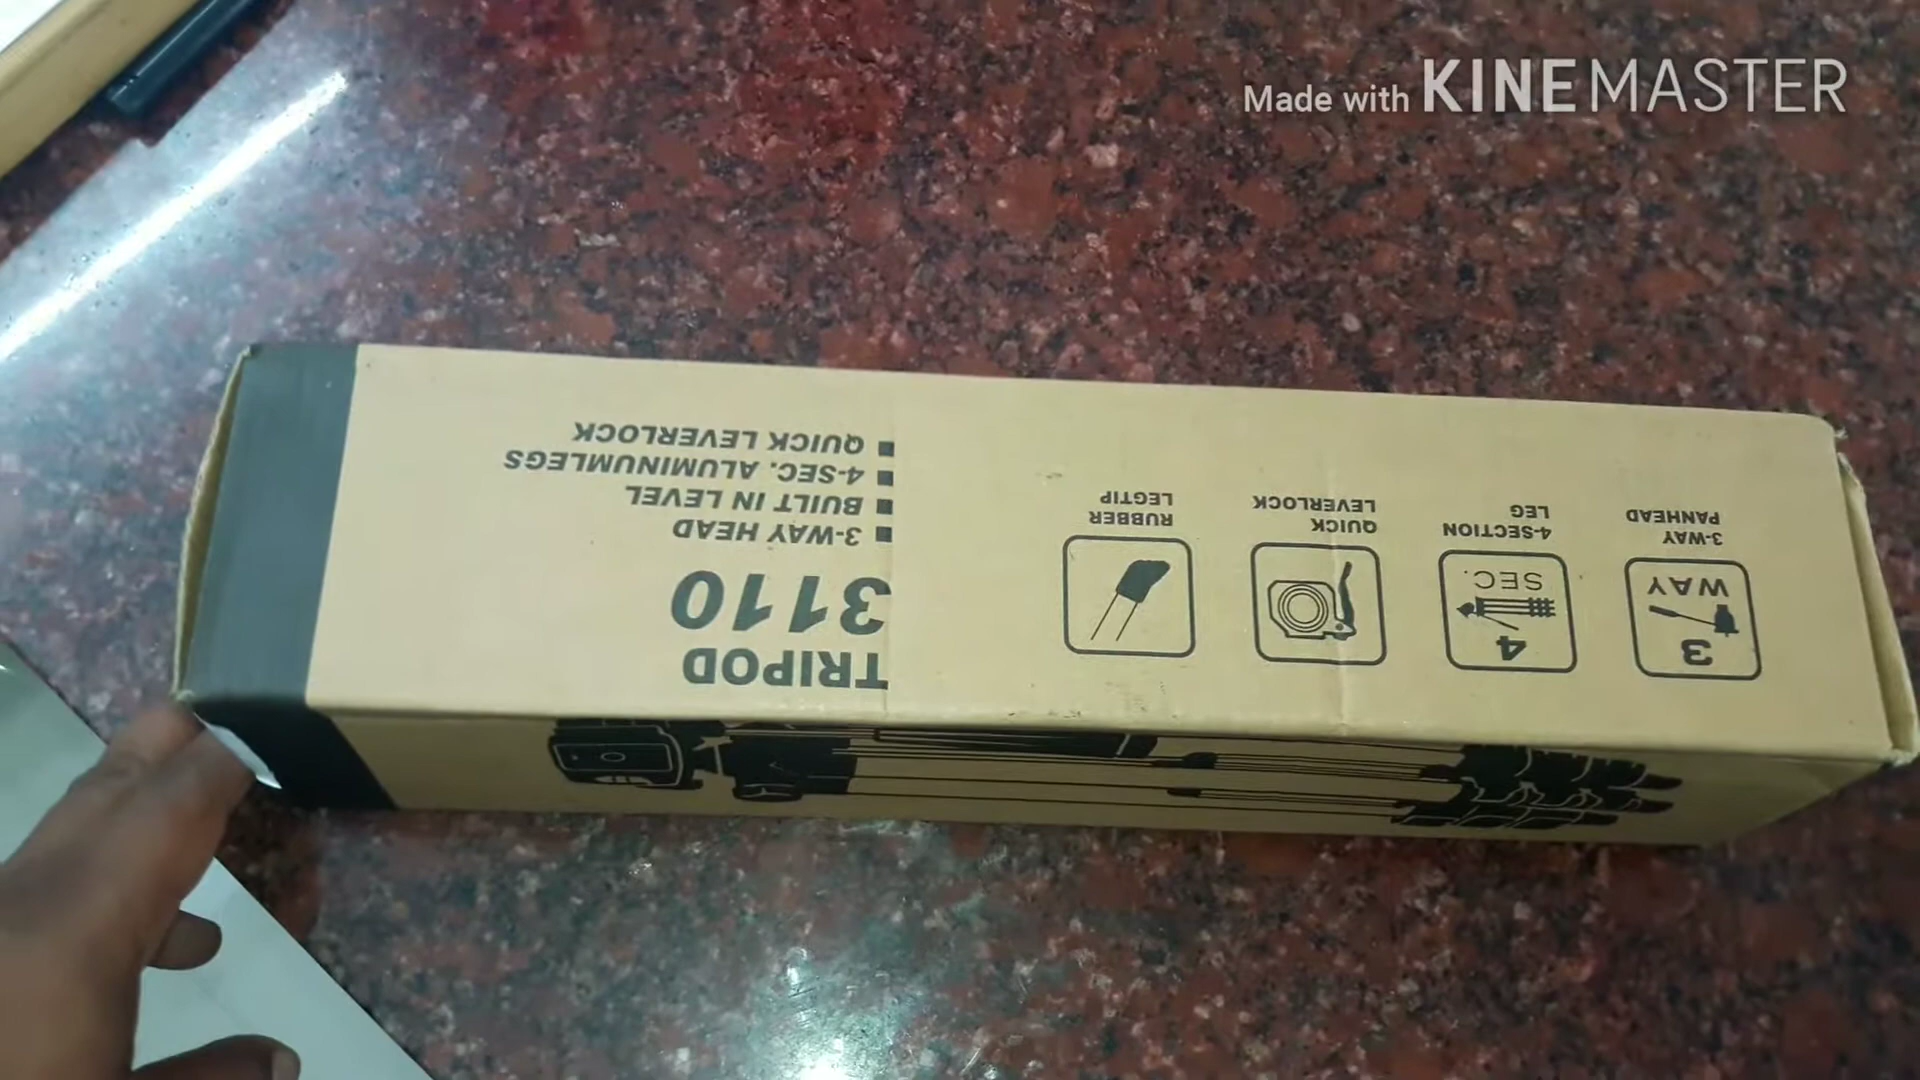 Made with KINEMASTER
TRIPOD
3110
3-WAY HEAD
BUILT IN LEVEL
4-SEC. ALUMINUMLEGS
QUICK LEVERLOCK
3
WAY
3-WAY
PANHEAD
4
SEC.
4-SECTION
LEG
QUICK
LEVERLOCK
RUBBER
LEGTIP